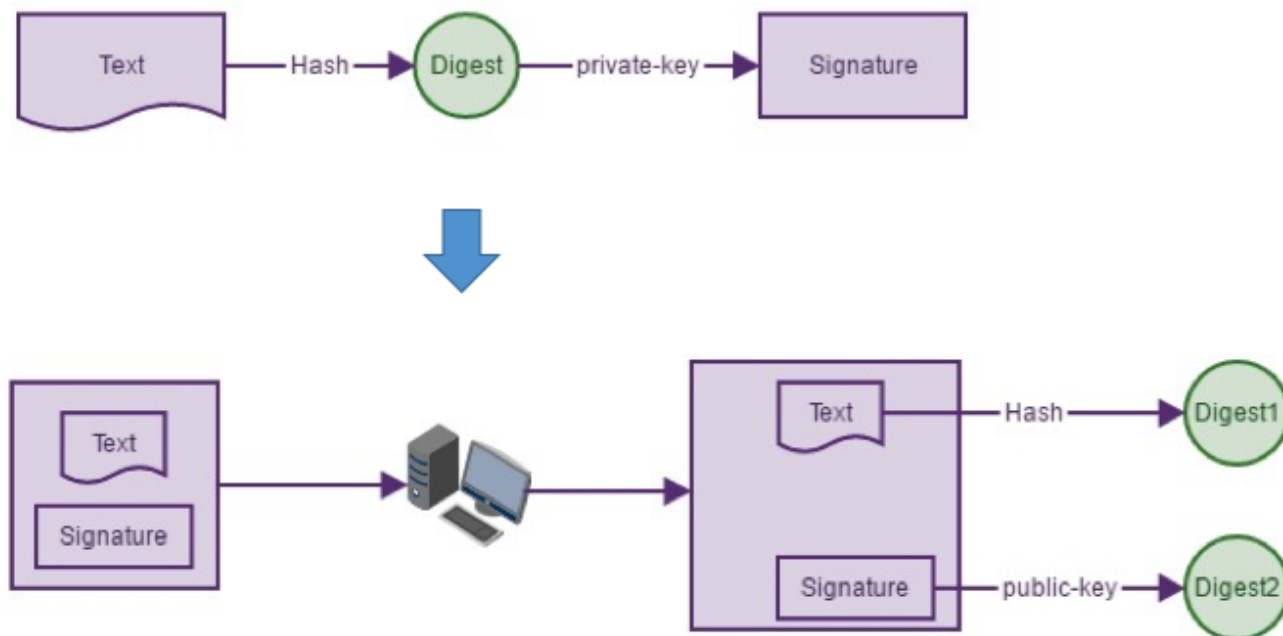 Text
Hash
Digest
private-key
Signature
Text
Signature
Text
Hash
Digest1
Signature
public-key
Digest2